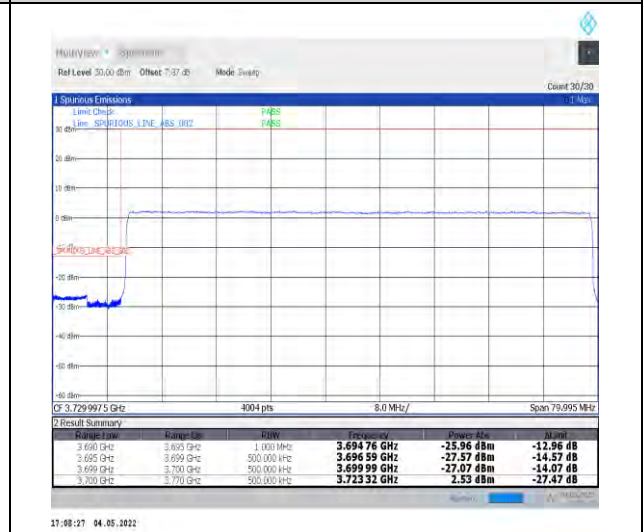 MultiView Spectrum
Ref Level 30.00 dBm Offset 7.87 dB Mode Sweep
Count 30/30
1 Spurious Emissions 1 Max
Limit Check PASS
Line _SPURIOUS_LINE_ABS_002 PASS
30 dBm
20 dBm
10 dBm
0 dBm
_SPURIOUS_LINE_ABS_002
-20 dBm
-30 dBm
-40 dBm
-50 dBm
-60 dBm
CF 3.7299975 GHz 4004 pts 8.0 MHz/ Span 79.995 MHz
2 Result Summary
Range Low Range Up RBW Frequency Power Abs ΔLimit
3.690 GHz 3.695 GHz 1.000 MHz 3.694 76 GHz -25.96 dBm -12.96 dB
3.695 GHz 3.699 GHz 500.000 kHz 3.696 59 GHz -27.57 dBm -14.57 dB
3.699 GHz 3.700 GHz 500.000 kHz 3.699 99 GHz -27.07 dBm -14.07 dB
3.700 GHz 3.770 GHz 500.000 kHz 3.723 32 GHz 2.53 dBm -27.47 dB
17:08:27 04.05.2022